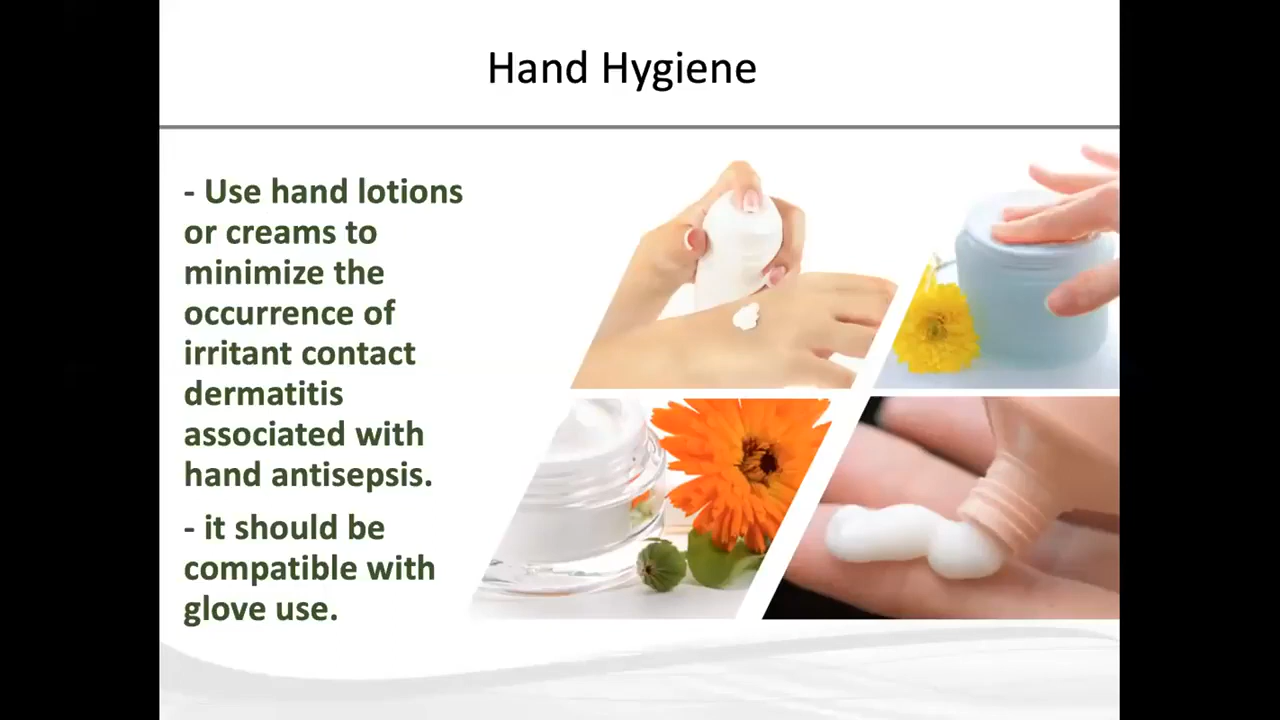 Hand Hygiene
- Use hand lotions
or creams to
minimize the
occurrence of
irritant contact
dermatitis
associated with
hand antisepsis.
- it should be
compatible with
glove use.